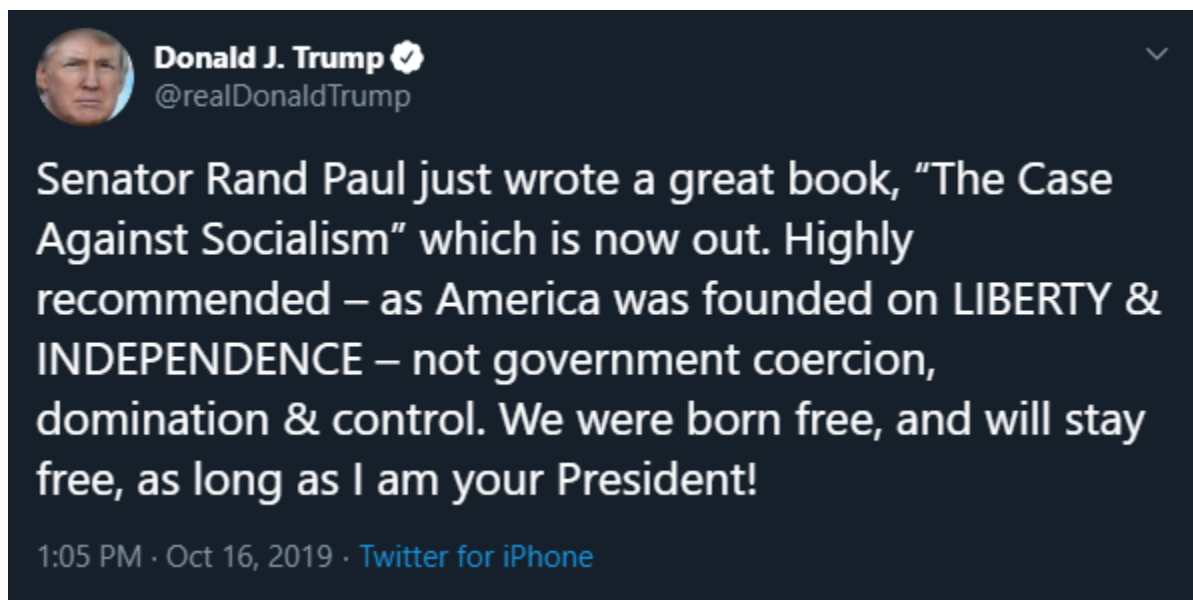 Donald J. Trump
@realDonaldTrump
Senator Rand Paul just wrote a great book, “The Case
Against Socialism” which is now out. Highly
recommended – as America was founded on LIBERTY &
INDEPENDENCE – not government coercion,
domination & control. We were born free, and will stay
free, as long as I am your President!
1:05 PM · Oct 16, 2019 · Twitter for iPhone